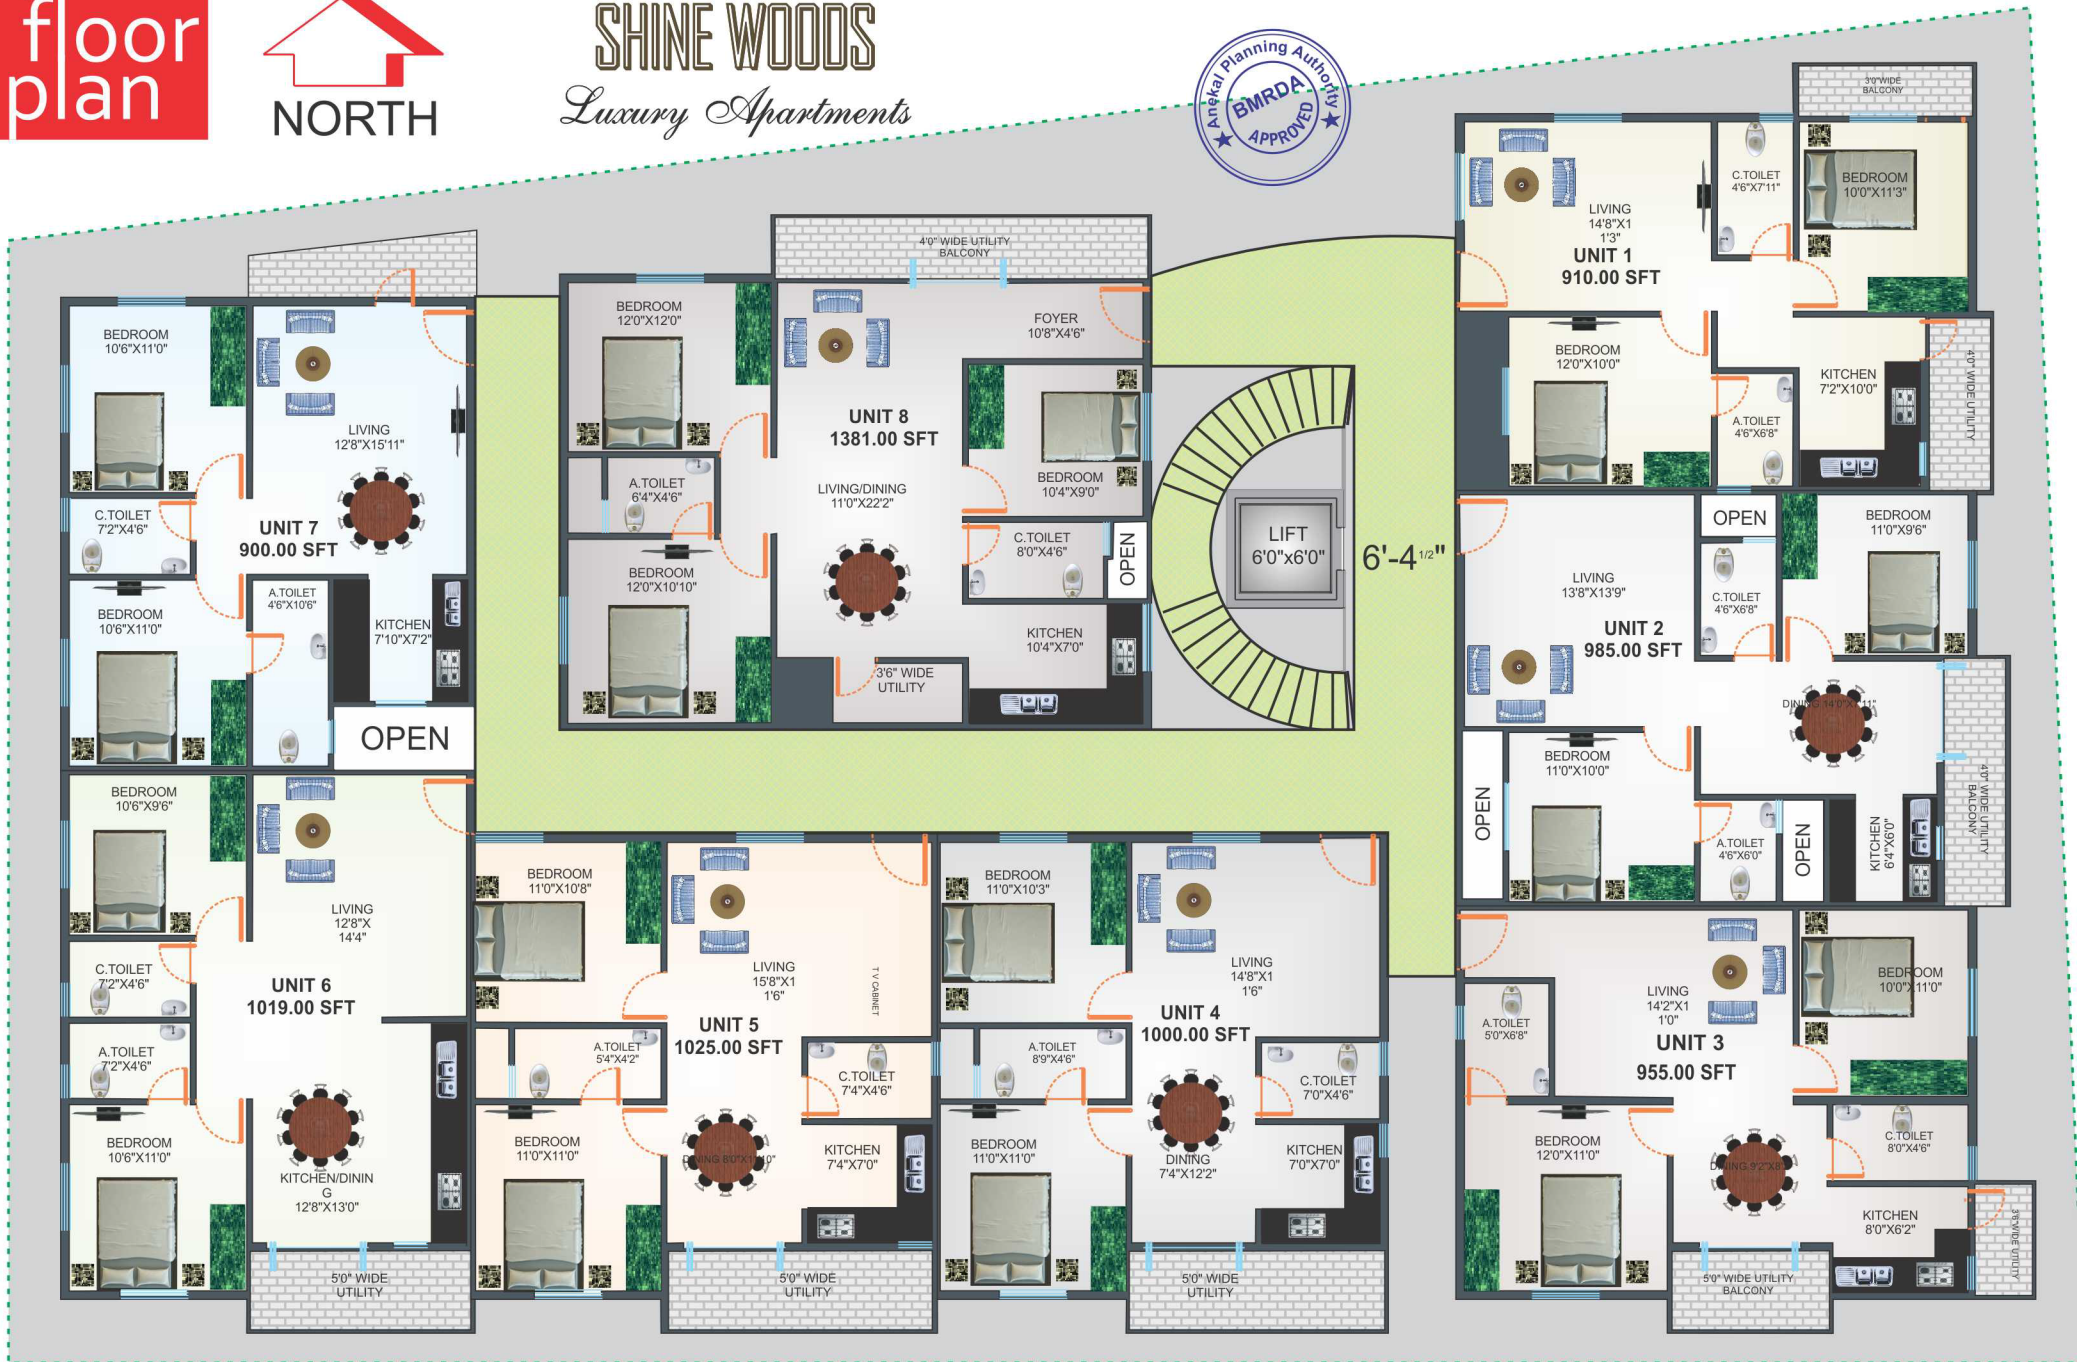 floor
plan
NORTH
SHINE WOODS
Luxury Apartments
Anekal Planning Authority
BMRDA
APPROVED
3'0"WIDE
BALCONY
LIVING
14'8"X1
1'3"
UNIT 1
910.00 SFT
C.TOILET
4'6"X7'11"
BEDROOM
10'0"X11'3"
BEDROOM
12'0"X10'0"
A.TOILET
4'6"X6'8"
KITCHEN
7'2"X10'0"
4'0" WIDE UTILITY
OPEN
BEDROOM
11'0"X9'6"
LIVING
13'8"X13'9"
C.TOILET
4'6"X6'8"
UNIT 2
985.00 SFT
BEDROOM
11'0"X10'0"
OPEN
A.TOILET
4'6"X6'0"
OPEN
KITCHEN
6'4"X6'0"
4'0" WIDE UTILITY
BALCONY
LIVING
14'2"X1
1'0"
UNIT 3
955.00 SFT
A.TOILET
5'0"X6'8"
BEDROOM
10'0"X11'0"
BEDROOM
12'0"X11'0"
C.TOILET
8'0"X4'6"
KITCHEN
8'0"X6'2"
3'6"WIDE UTILITY
5'0" WIDE UTILITY
BALCONY
4'0" WIDE UTILITY
BALCONY
BEDROOM
12'0"X12'0"
FOYER
10'8"X4'6"
UNIT 8
1381.00 SFT
A.TOILET
6'4"X4'6"
LIVING/DINING
11'0"X22'2"
BEDROOM
10'4"X9'0"
C.TOILET
8'0"X4'6"
OPEN
BEDROOM
12'0"X10'10"
KITCHEN
10'4"X7'0"
3'6" WIDE
UTILITY
LIFT
6'0"x6'0"
6'-4 1/2"
BEDROOM
10'6"X11'0"
LIVING
12'8"X15'11"
C.TOILET
7'2"X4'6"
UNIT 7
900.00 SFT
A.TOILET
4'6"X10'6"
BEDROOM
10'6"X11'0"
KITCHEN
7'10"X7'2"
OPEN
BEDROOM
10'6"X9'6"
LIVING
12'8"X
14'4"
C.TOILET
7'2"X4'6"
UNIT 6
1019.00 SFT
A.TOILET
7'2"X4'6"
BEDROOM
10'6"X11'0"
KITCHEN/DININ
G
12'8"X13'0"
5'0" WIDE
UTILITY
BEDROOM
11'0"X10'8"
LIVING
15'8"X1
1'6"
T V CABINET
UNIT 5
1025.00 SFT
A.TOILET
5'4"X4'2"
C.TOILET
7'4"X4'6"
BEDROOM
11'0"X11'0"
KITCHEN
7'4"X7'0"
5'0" WIDE
UTILITY
BEDROOM
11'0"X10'3"
LIVING
14'8"X1
1'6"
UNIT 4
1000.00 SFT
A.TOILET
8'9"X4'6"
C.TOILET
7'0"X4'6"
BEDROOM
11'0"X11'0"
DINING
7'4"X12'2"
KITCHEN
7'0"X7'0"
5'0" WIDE
UTILITY